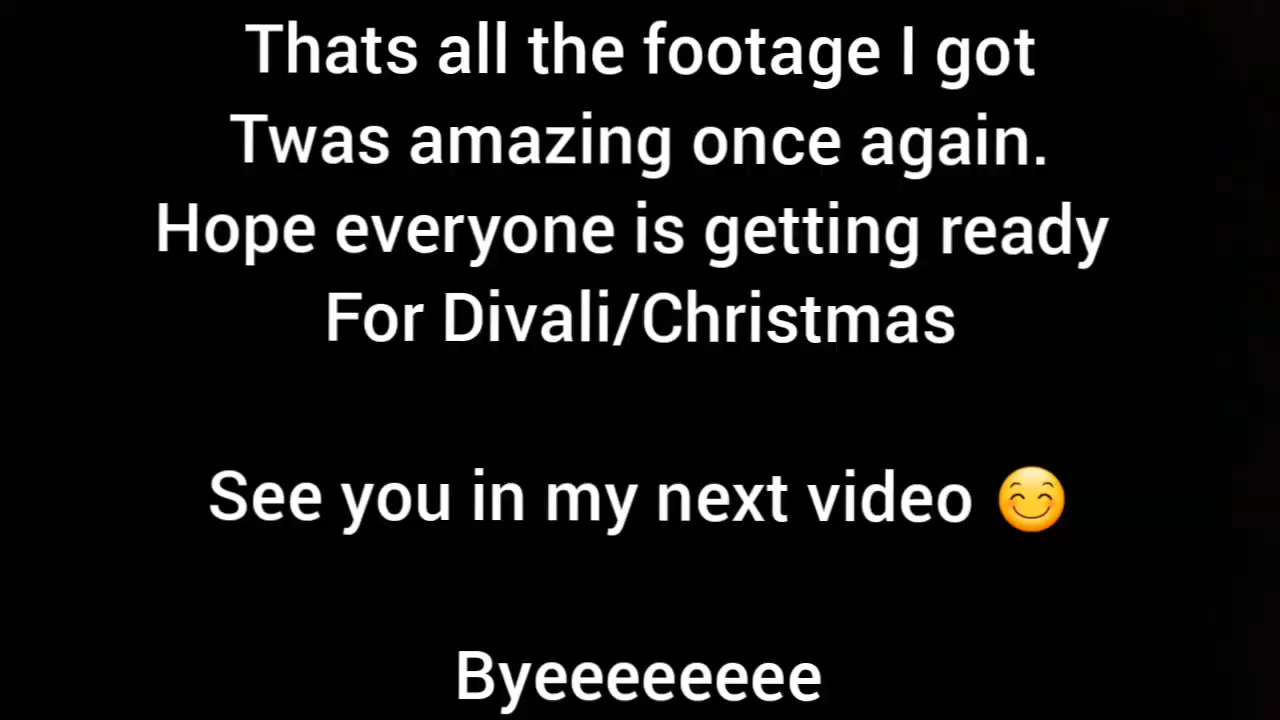 Thats all the footage I got
Twas amazing once again.
Hope everyone is getting ready
For Divali/Christmas
See you in my next video 😊
Byeeeeeeee